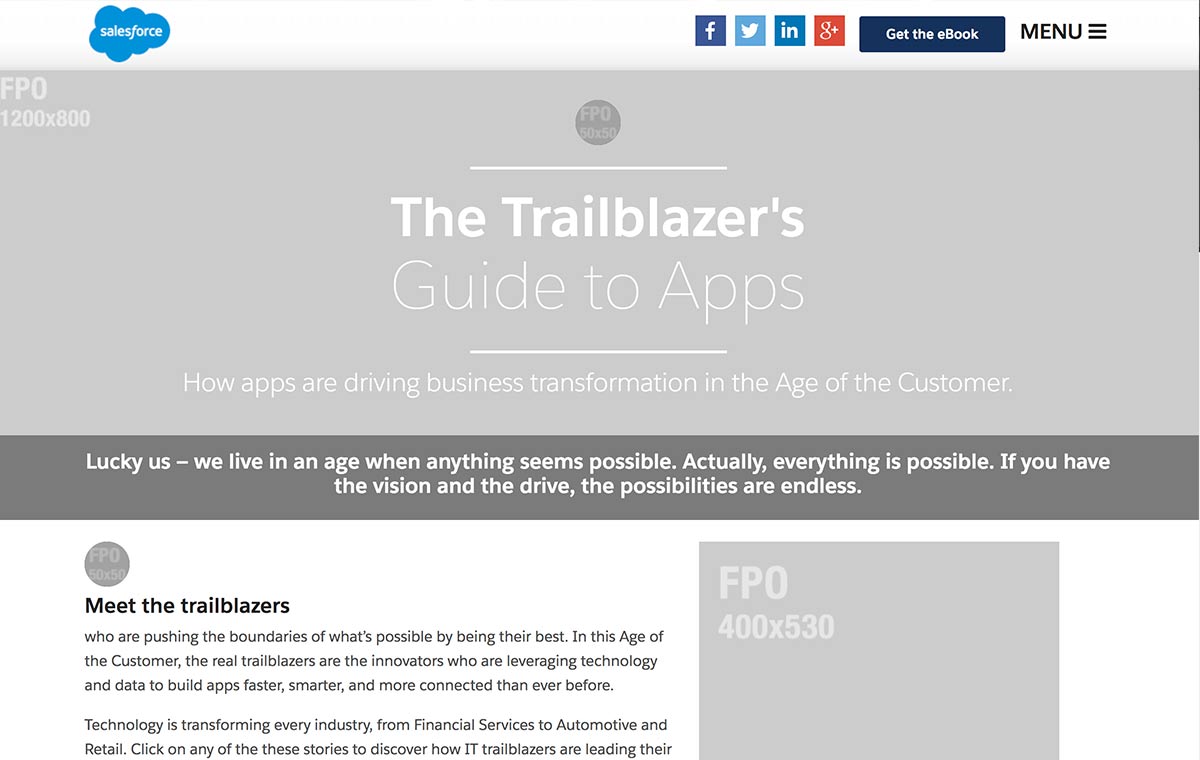 salesforce
Get the eBook
MENU
FPO
1200x800
FPO
50x50
The Trailblazer's
Guide to Apps
How apps are driving business transformation in the Age of the Customer.
Lucky us – we live in an age when anything seems possible. Actually, everything is possible. If you have
the vision and the drive, the possibilities are endless.
FPO
50x50
Meet the trailblazers
who are pushing the boundaries of what’s possible by being their best. In this Age of
the Customer, the real trailblazers are the innovators who are leveraging technology
and data to build apps faster, smarter, and more connected than ever before.
Technology is transforming every industry, from Financial Services to Automotive and
Retail. Click on any of the these stories to discover how IT trailblazers are leading their
FPO
400x530